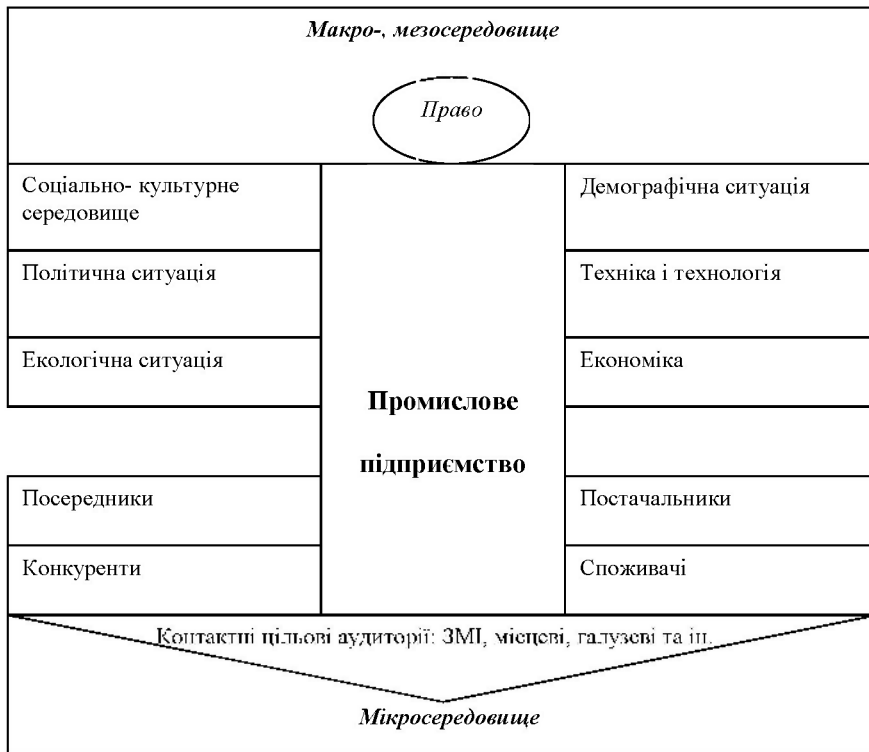 Макро-, мезосередовище
Право
Соціально- культурне
середовище
Демографічна ситуація
Політична ситуація
Техніка і технологія
Екологічна ситуація
Економіка
Промислове
підприємство
Посередники
Постачальники
Конкуренти
Споживачі
Контактні цільові аудиторії: ЗМІ, місцеві, галузеві та ін.
Мікросередовище